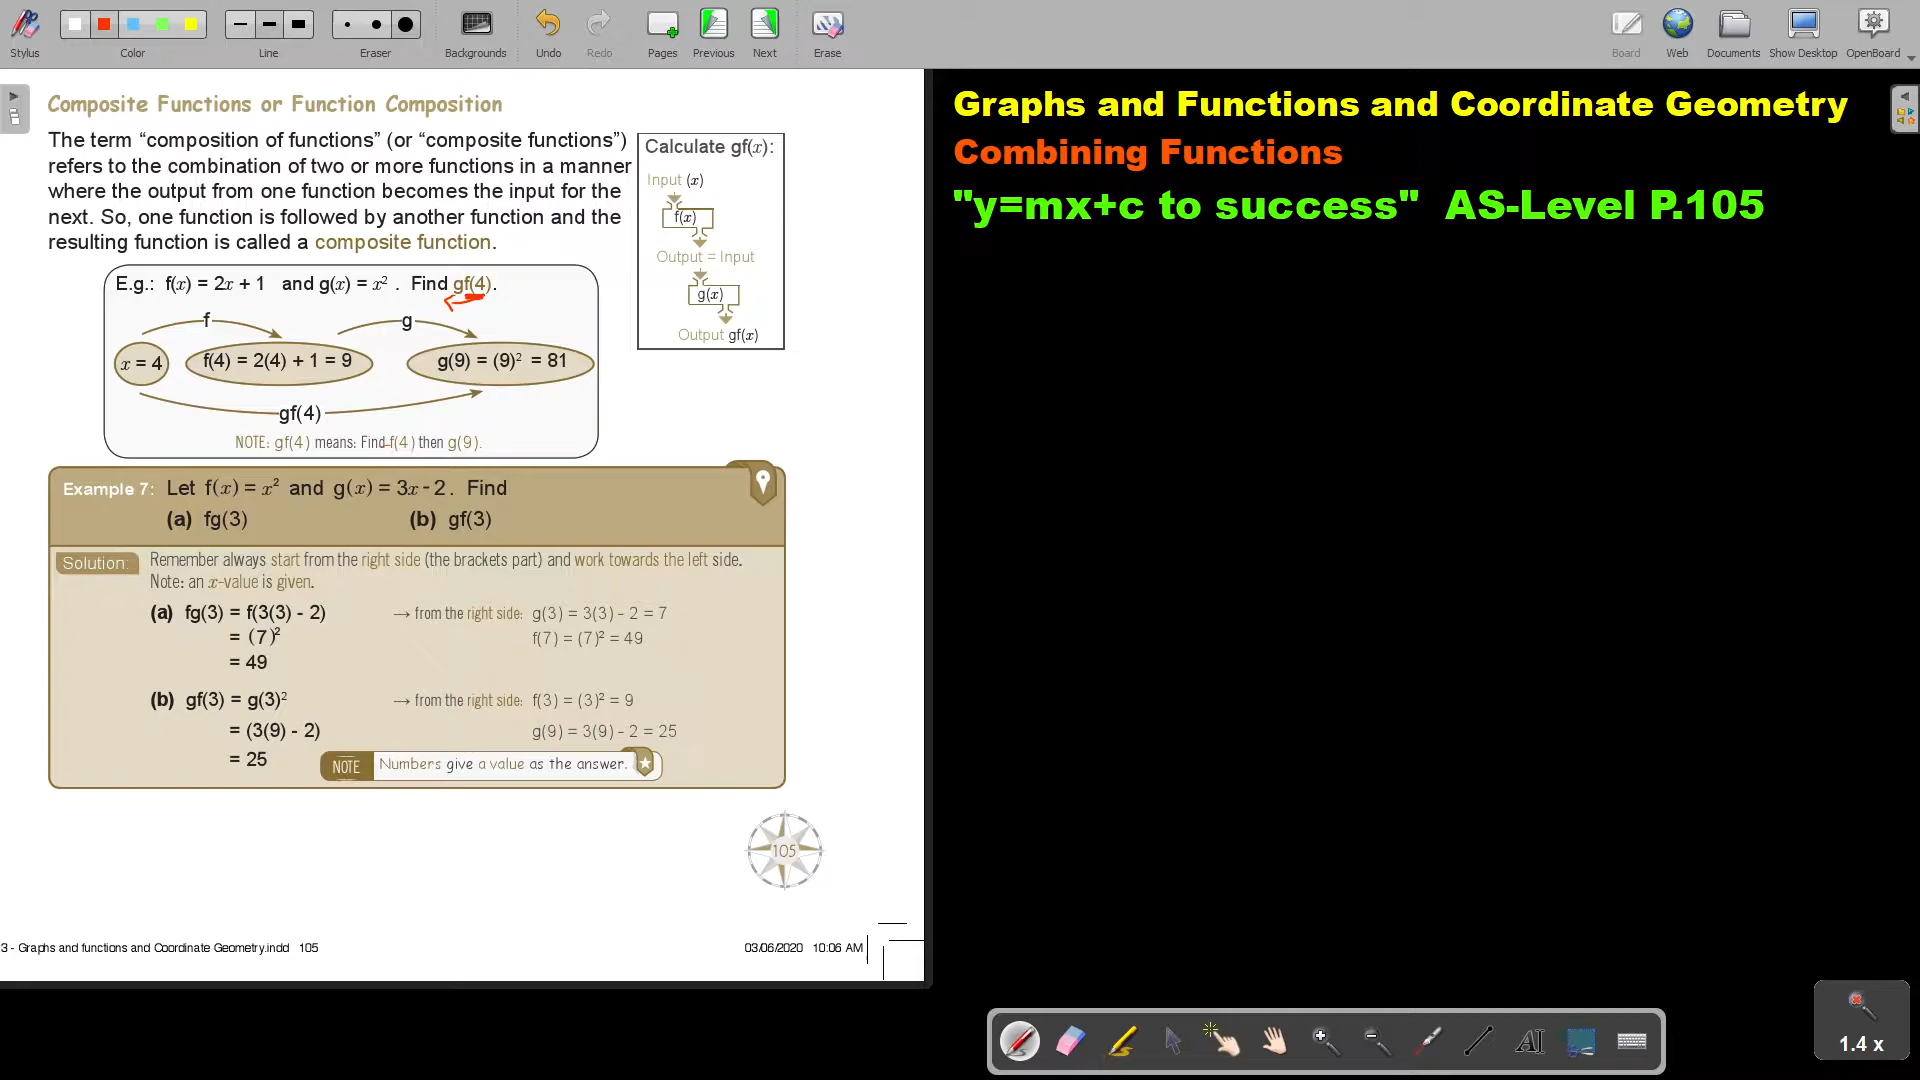 Stylus
Color
Line
Eraser
Backgrounds
Undo
Redo
Pages
Previous
Next
Erase
Board
Web
Documents
Show Desktop
OpenBoard
Composite Functions or Function Composition
The term “composition of functions” (or “composite functions”)
refers to the combination of two or more functions in a manner
where the output from one function becomes the input for the
next. So, one function is followed by another function and the
resulting function is called a composite function.
Calculate gf(x):
Input (x)
f(x)
Output = Input
g(x)
Output gf(x)
E.g.: f(x) = 2x + 1 and g(x) = x² . Find gf(4).
f
g
x = 4
f(4) = 2(4) + 1 = 9
g(9) = (9)² = 81
gf(4)
NOTE: gf(4) means: Find f(4) then g(9).
Example 7: Let f(x) = x² and g(x) = 3x - 2. Find
(a) fg(3) (b) gf(3)
Solution: Remember always start from the right side (the brackets part) and work towards the left side.
Note: an x-value is given.
(a) fg(3) = f(3(3) - 2) → from the right side: g(3) = 3(3) - 2 = 7
= (7)² f(7) = (7)² = 49
= 49
(b) gf(3) = g(3)² → from the right side: f(3) = (3)² = 9
= (3(9) - 2) g(9) = 3(9) - 2 = 25
= 25
NOTE Numbers give a value as the answer.
105
3 - Graphs and functions and Coordinate Geometry.indd 105
03/06/2020 10:06 AM
Graphs and Functions and Coordinate Geometry
Combining Functions
"y=mx+c to success" AS-Level P.105
AI
1.4 x